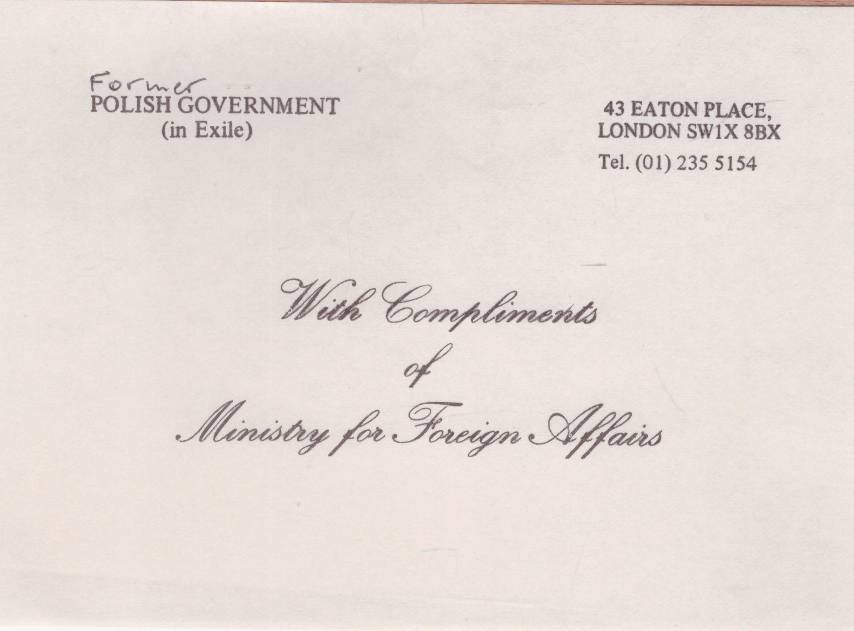 Former
POLISH GOVERNMENT
(in Exile)
43 EATON PLACE,
LONDON SW1X 8BX
Tel. (01) 235 5154
With Compliments
of
Ministry for Foreign Affairs